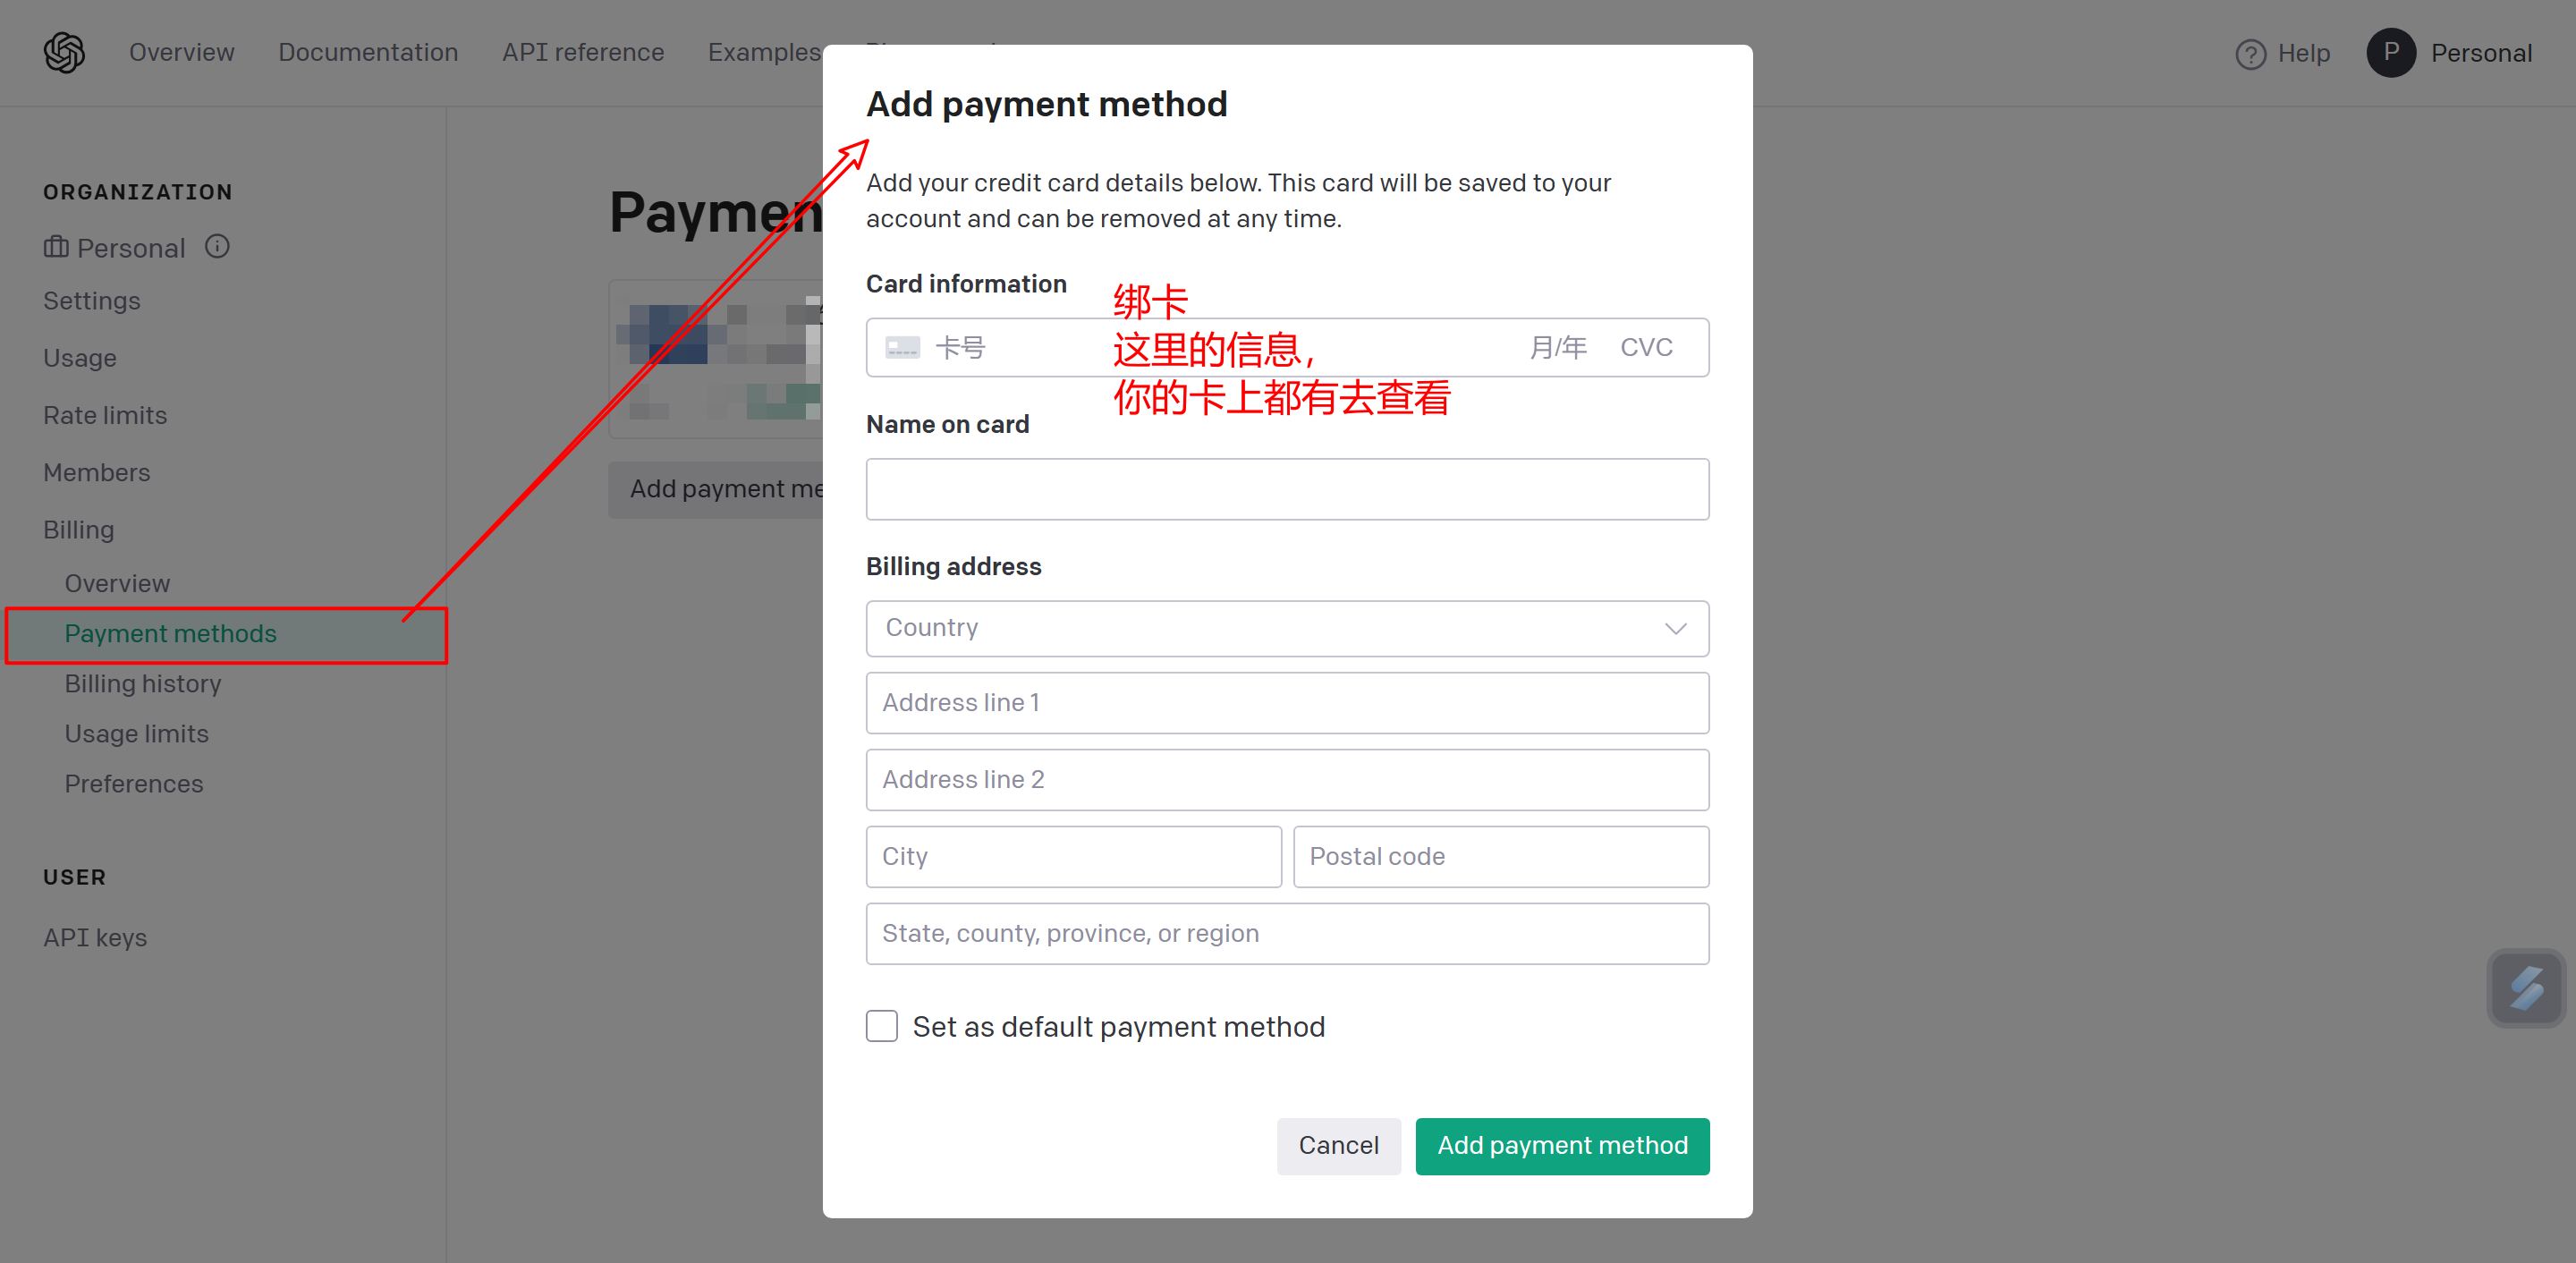 Overview Documentation API reference Examples
Help P Personal
ORGANIZATION
Personal
Settings
Usage
Rate limits
Members
Billing
Overview
Payment methods
Billing history
Usage limits
Preferences
USER
API keys
Paymen
Add payment me
Add payment method
Add your credit card details below. This card will be saved to your
account and can be removed at any time.
Card information
绑卡
卡号 月/年 CVC
这里的信息，
你的卡上都有去查看
Name on card
Billing address
Country
Address line 1
Address line 2
City Postal code
State, county, province, or region
Set as default payment method
Cancel Add payment method